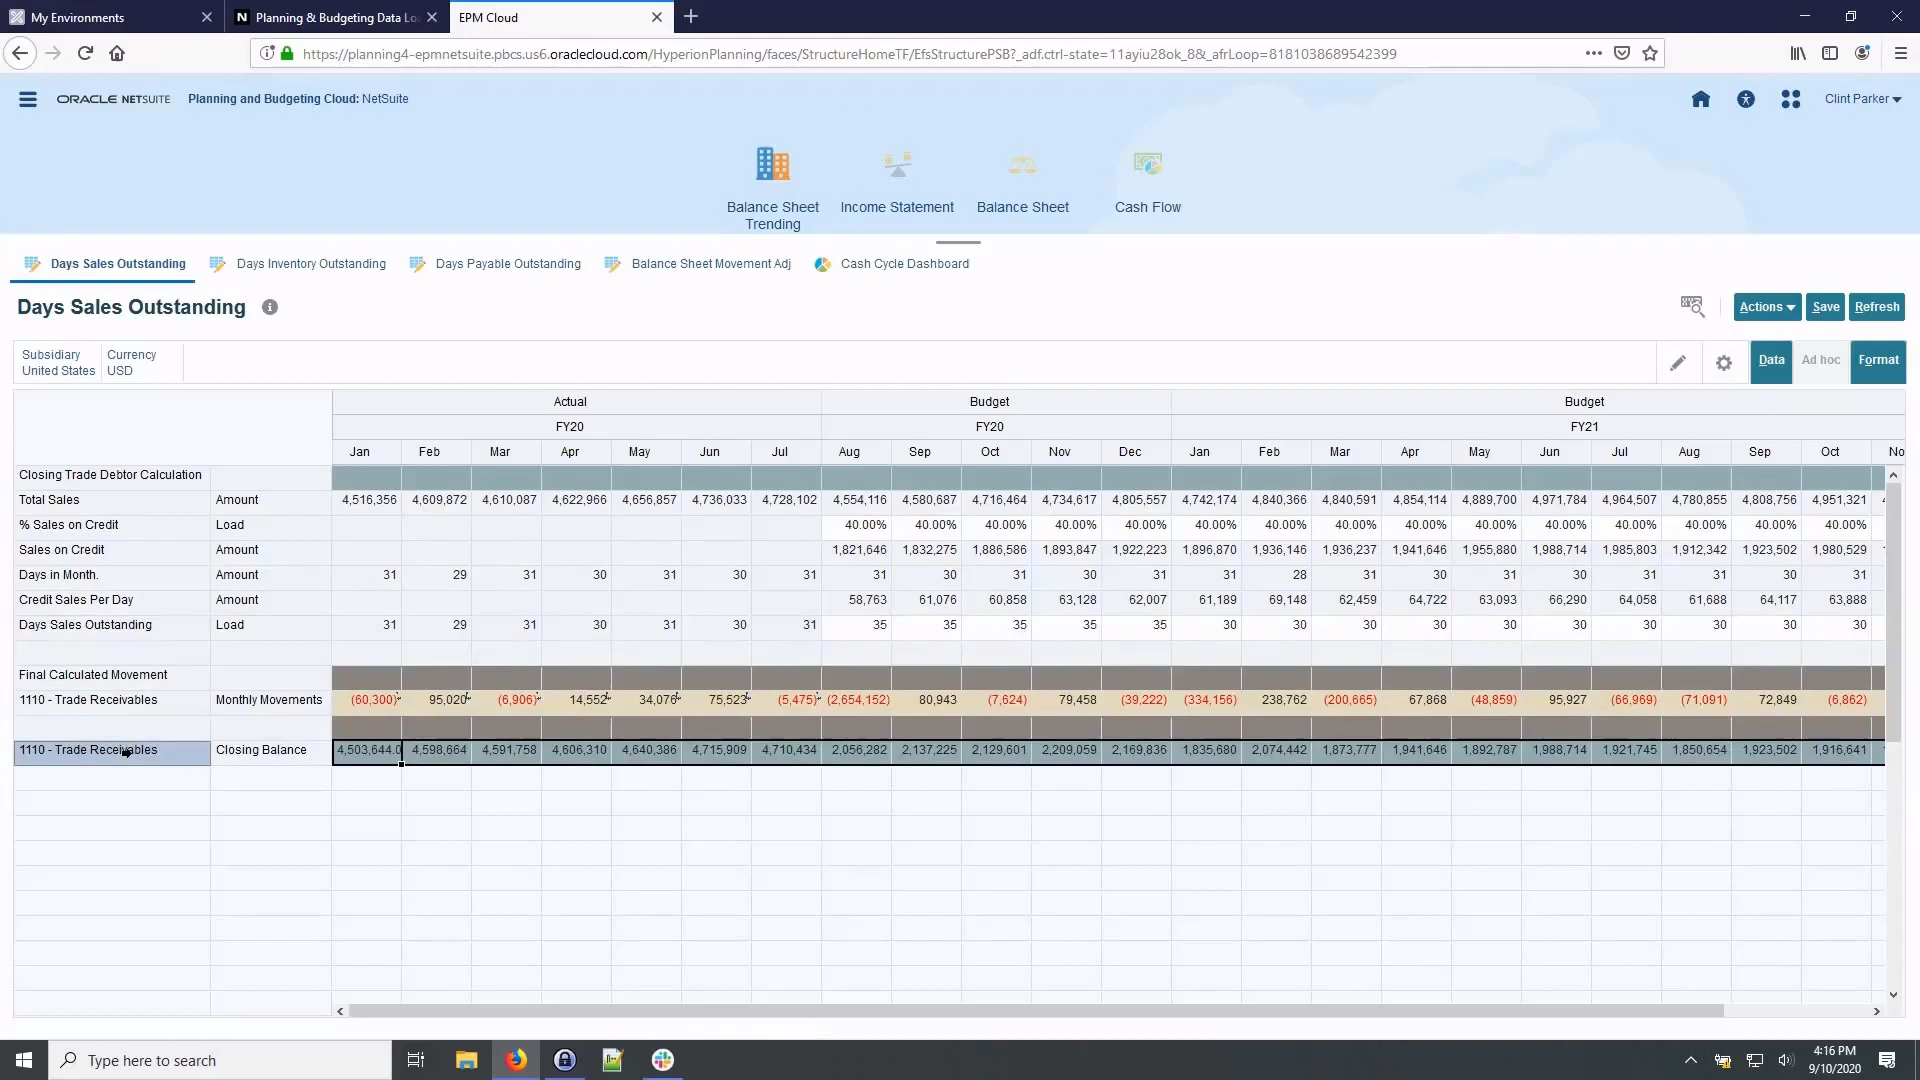 My Environments
Planning & Budgeting Data Lo
EPM Cloud
https://planning4-epmnetsuite.pbcs.us6.oraclecloud.com/HyperionPlanning/faces/StructureHomeTF/EfsStructurePSB?_adf.ctrl-state=11ayiu28ok_8&_afrLoop=8181038689542399
ORACLE NETSUITE Planning and Budgeting Cloud: NetSuite Clint Parker
Balance Sheet Trending
Income Statement
Balance Sheet
Cash Flow
Days Sales Outstanding Days Inventory Outstanding Days Payable Outstanding Balance Sheet Movement Adj Cash Cycle Dashboard
Days Sales Outstanding
Actions Save Refresh
Subsidiary Currency
United States USD
Data Ad hoc Format
Actual Budget Budget
FY20 FY20 FY21
Jan Feb Mar Apr May Jun Jul Aug Sep Oct Nov Dec Jan Feb Mar Apr May Jun Jul Aug Sep Oct No
Closing Trade Debtor Calculation
Total Sales Amount 4,516,356 4,609,872 4,610,087 4,622,966 4,656,857 4,736,033 4,728,102 4,554,116 4,580,687 4,716,464 4,734,617 4,805,557 4,742,174 4,840,366 4,840,591 4,854,114 4,889,700 4,971,784 4,964,507 4,780,855 4,808,756 4,951,321
% Sales on Credit Load 40.00% 40.00% 40.00% 40.00% 40.00% 40.00% 40.00% 40.00% 40.00% 40.00% 40.00% 40.00% 40.00% 40.00% 40.00%
Sales on Credit Amount 1,821,646 1,832,275 1,886,586 1,893,847 1,922,223 1,896,870 1,936,146 1,936,237 1,941,646 1,955,880 1,988,714 1,985,803 1,912,342 1,923,502 1,980,529
Days in Month. Amount 31 29 31 30 31 30 31 31 30 31 30 31 31 28 31 30 31 30 31 31 30 31
Credit Sales Per Day Amount 58,763 61,076 60,858 63,128 62,007 61,189 69,148 62,459 64,722 63,093 66,290 64,058 61,688 64,117 63,888
Days Sales Outstanding Load 31 29 31 30 31 30 31 35 35 35 35 35 30 30 30 30 30 30 30 30 30 30
Final Calculated Movement
1110 - Trade Receivables Monthly Movements (60,300) 95,020 (6,906) 14,552 34,076 75,523 (5,475) (2,654,152) 80,943 (7,624) 79,458 (39,222) (334,156) 238,762 (200,665) 67,868 (48,859) 95,927 (66,969) (71,091) 72,849 (6,862)
1110 - Trade Receivables Closing Balance 4,503,644.0 4,598,664 4,591,758 4,606,310 4,640,386 4,715,909 4,710,434 2,056,282 2,137,225 2,129,601 2,209,059 2,169,836 1,835,680 2,074,442 1,873,777 1,941,646 1,892,787 1,988,714 1,921,745 1,850,654 1,923,502 1,916,641
Type here to search
4:16 PM
9/10/2020